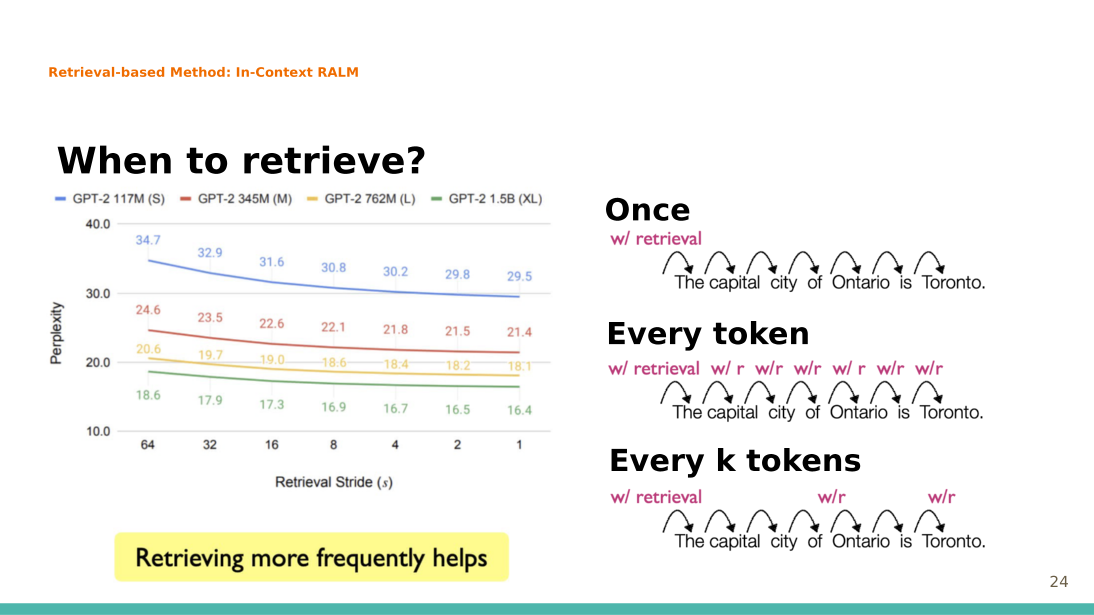 Retrieval-based Method: In-Context RALM
When to retrieve?
GPT-2 117M (S) GPT-2 345M (M) GPT-2 762M (L) GPT-2 1.5B (XL)
Perplexity
40.0
30.0
20.0
10.0
34.7 32.9 31.6 30.8 30.2 29.8 29.5
24.6 23.5 22.6 22.1 21.8 21.5 21.4
20.6 19.7 19.0 18.6 18.4 18.2 18.1
18.6 17.9 17.3 16.9 16.7 16.5 16.4
64 32 16 8 4 2 1
Retrieval Stride (s)
Retrieving more frequently helps
Once
w/ retrieval
The capital city of Ontario is Toronto.
Every token
w/ retrieval w/ r w/r w/r w/ r w/r w/r
The capital city of Ontario is Toronto.
Every k tokens
w/ retrieval w/r w/r
The capital city of Ontario is Toronto.
24